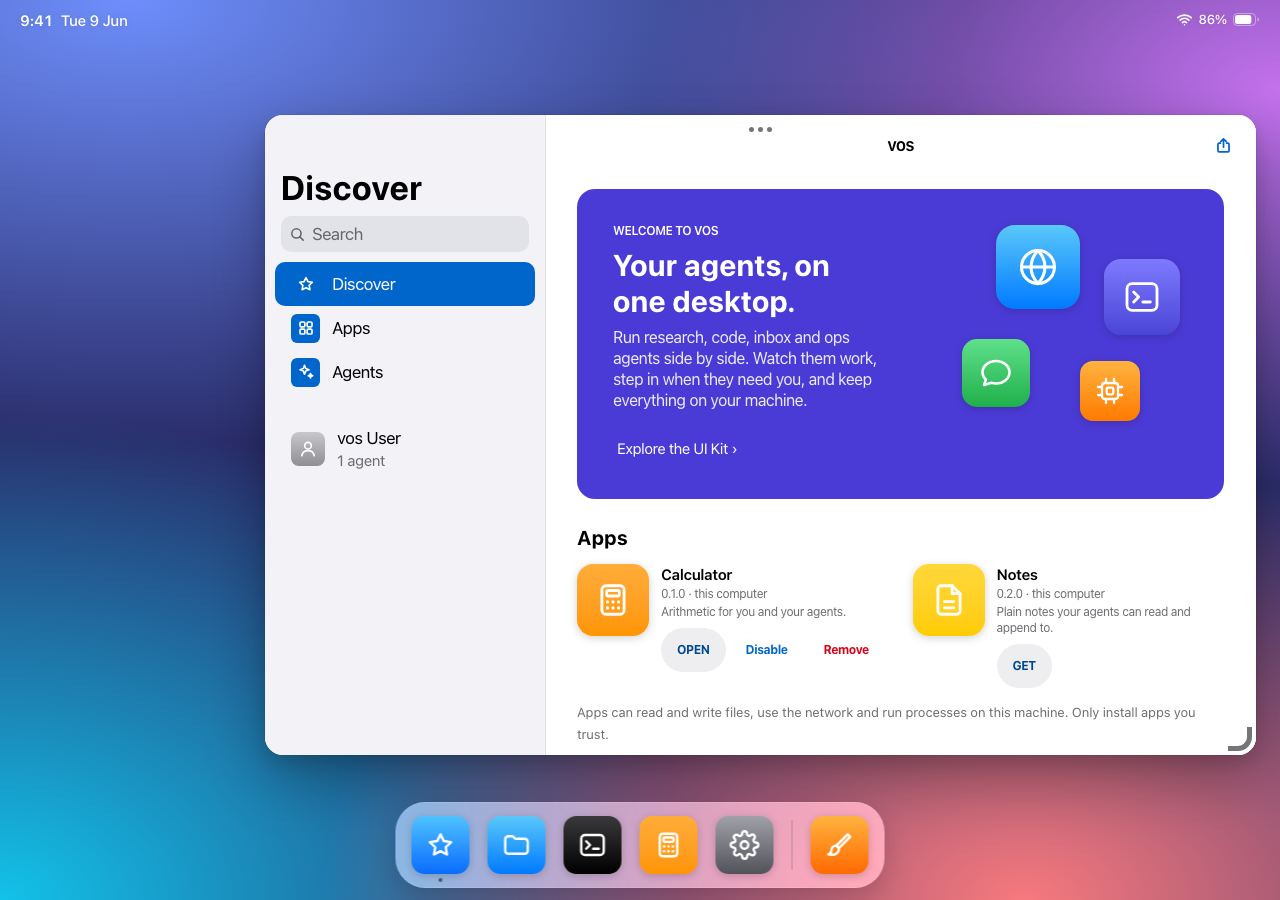 9:41 Tue 9 Jun
86%
Discover
Search
Discover
Apps
Agents
vos User
1 agent
VOS
WELCOME TO VOS
Your agents, on
one desktop.
Run research, code, inbox and ops
agents side by side. Watch them work,
step in when they need you, and keep
everything on your machine.
Explore the UI Kit ›
Apps
Calculator
0.1.0 · this computer
Arithmetic for you and your agents.
OPEN Disable Remove
Notes
0.2.0 · this computer
Plain notes your agents can read and
append to.
GET
Apps can read and write files, use the network and run processes on this machine. Only install apps you
trust.